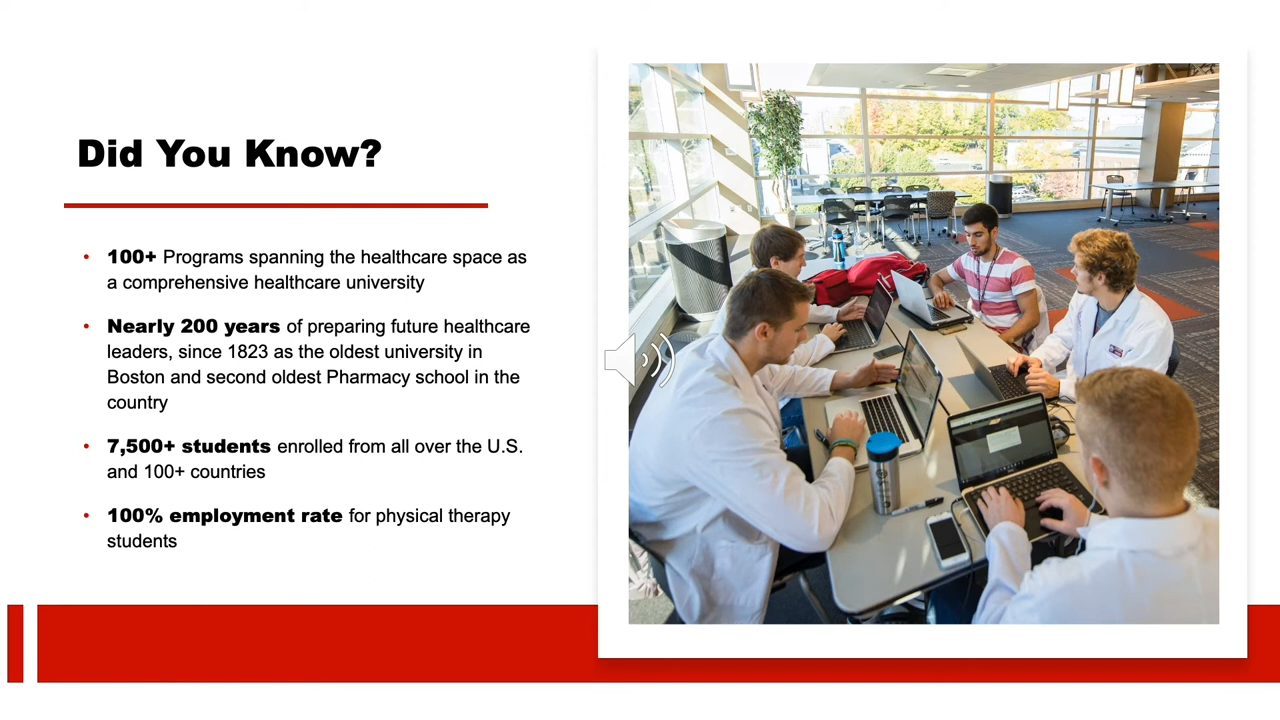 Did You Know?
• 100+ Programs spanning the healthcare space as
a comprehensive healthcare university
• Nearly 200 years of preparing future healthcare
leaders, since 1823 as the oldest university in
Boston and second oldest Pharmacy school in the
country
• 7,500+ students enrolled from all over the U.S.
and 100+ countries
• 100% employment rate for physical therapy
students